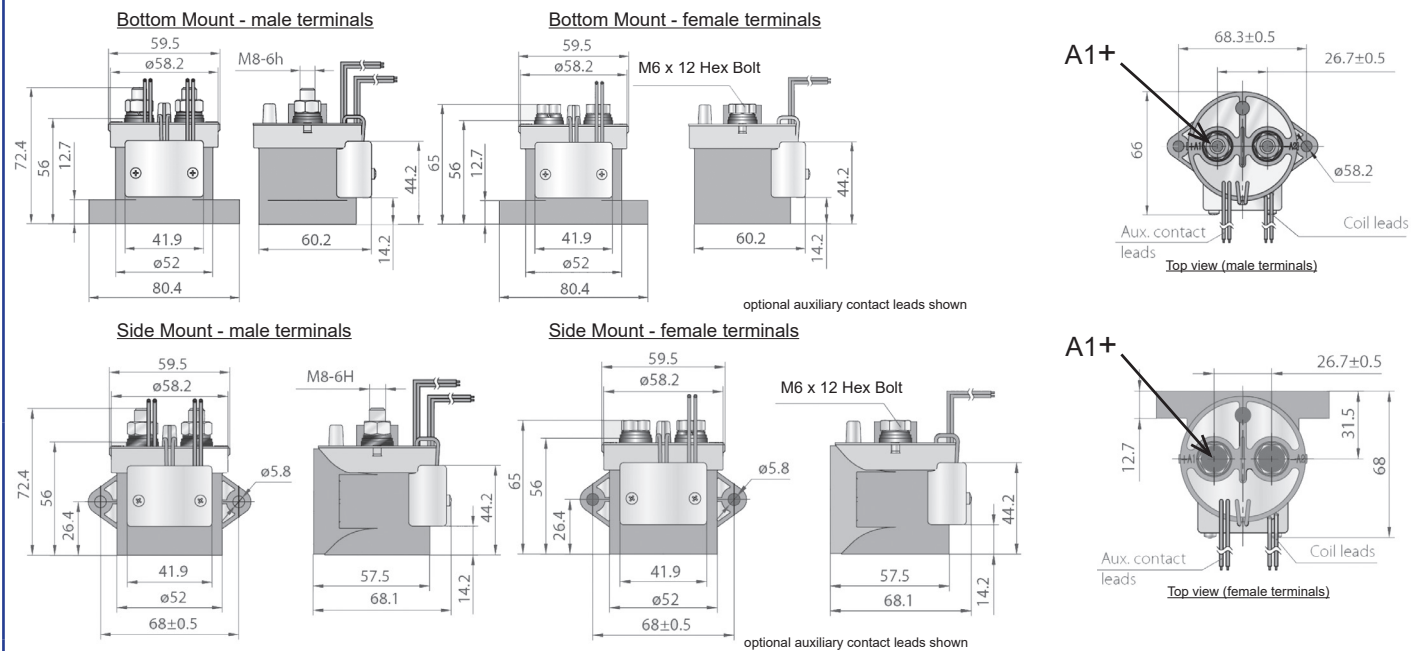 Bottom Mount - male terminals
59.5
ø58.2
M8-6h
72.4
56
12.7
44.2
41.9
60.2
14.2
ø52
80.4
Bottom Mount - female terminals
59.5
ø58.2
M6 x 12 Hex Bolt
65
56
12.7
44.2
41.9
60.2
14.2
ø52
80.4
optional auxiliary contact leads shown
A1+
68.3±0.5
26.7±0.5
66
ø58.2
Aux. contact
leads
Coil leads
Top view (male terminals)
Side Mount - male terminals
59.5
ø58.2
M8-6H
72.4
56
26.4
ø5.8
44.2
41.9
57.5
14.2
ø52
68.1
68±0.5
Side Mount - female terminals
59.5
ø58.2
M6 x 12 Hex Bolt
65
56
26.4
ø5.8
44.2
41.9
57.5
14.2
ø52
68.1
68±0.5
optional auxiliary contact leads shown
A1+
26.7±0.5
12.7
31.5
68
Aux. contact
leads
Coil leads
Top view (female terminals)